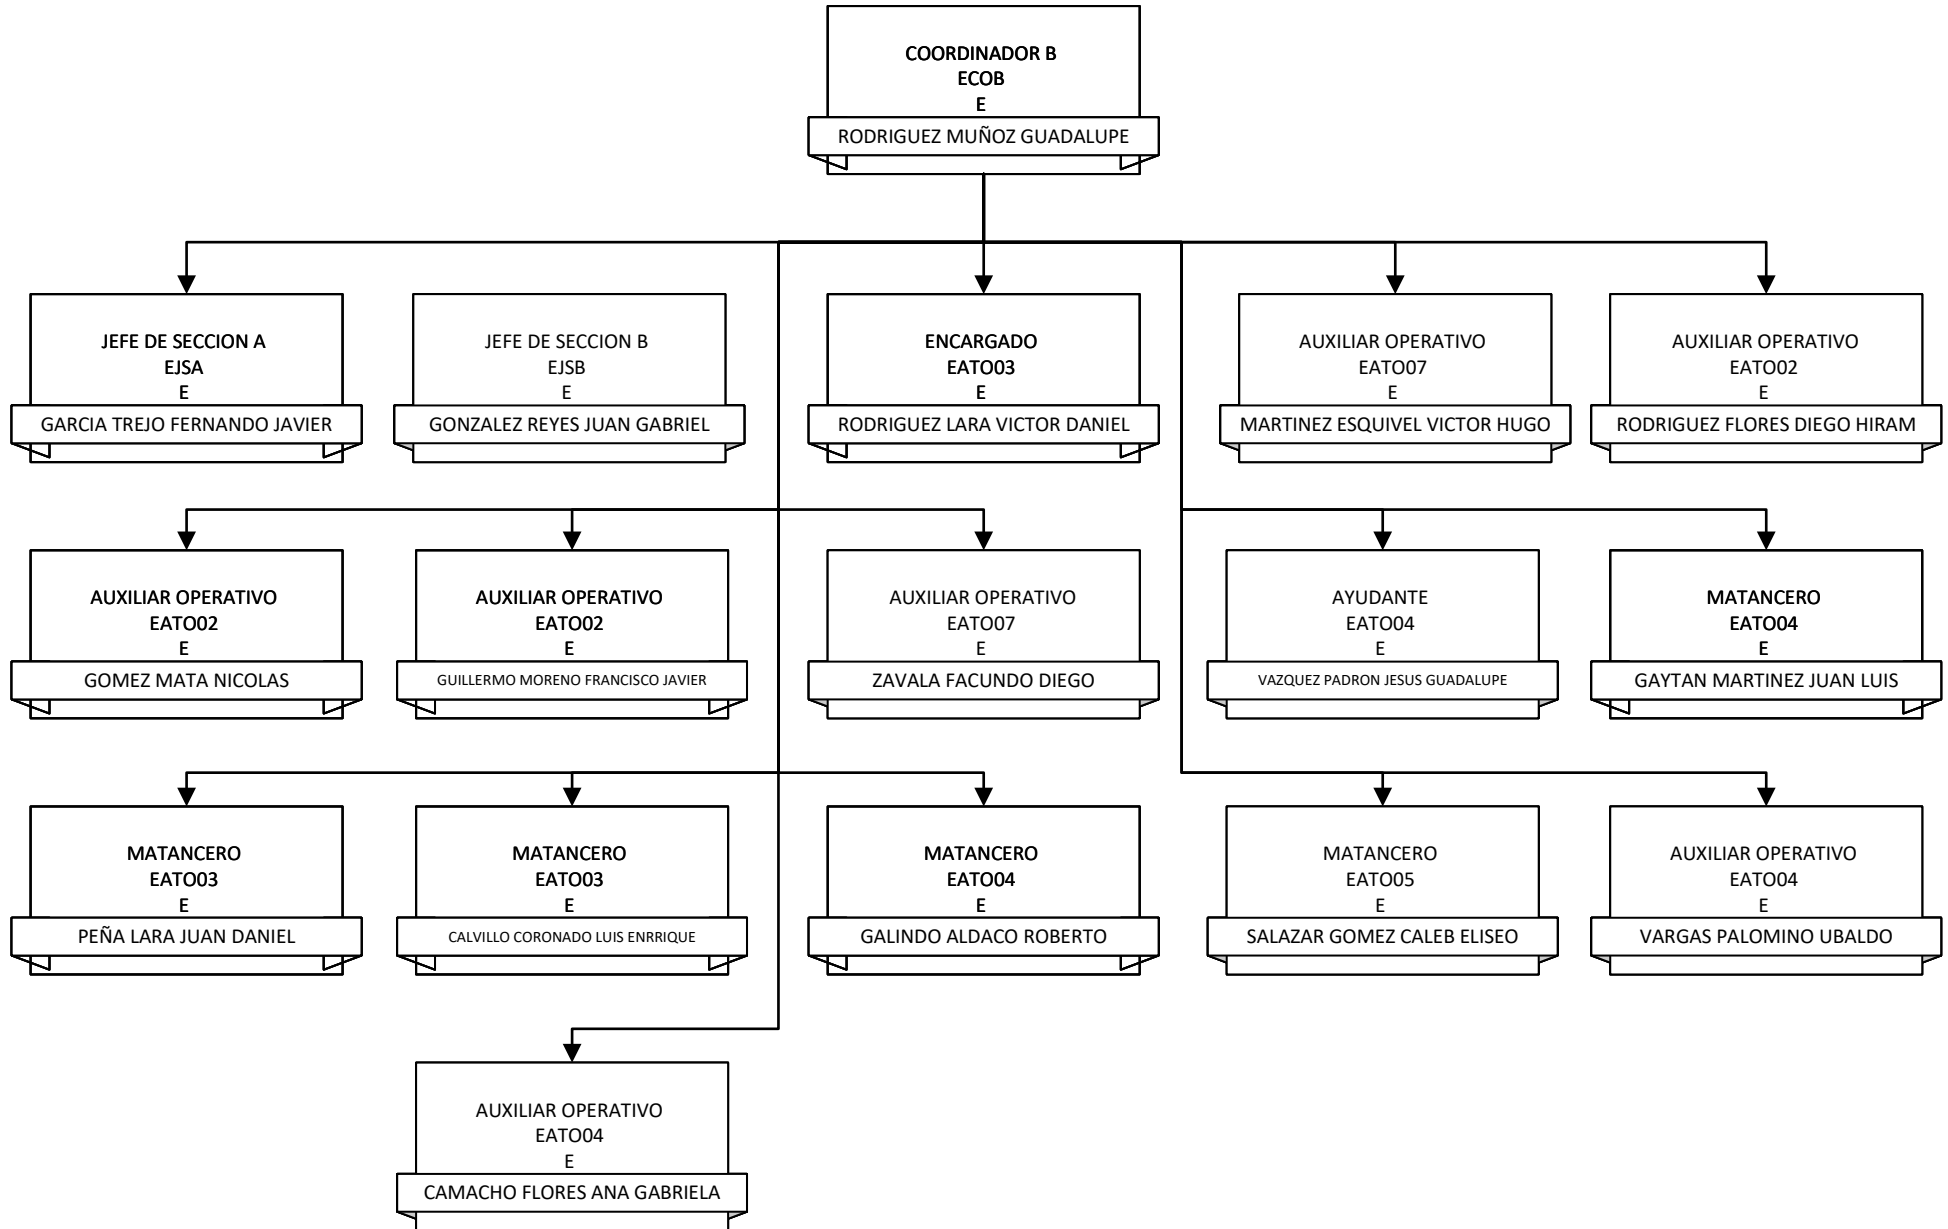 COORDINADOR B
ECOB
E
RODRIGUEZ MUÑOZ GUADALUPE
JEFE DE SECCION A
EJSA
E
GARCIA TREJO FERNANDO JAVIER
JEFE DE SECCION B
EJSB
E
GONZALEZ REYES JUAN GABRIEL
ENCARGADO
EATO03
E
RODRIGUEZ LARA VICTOR DANIEL
AUXILIAR OPERATIVO
EATO07
E
MARTINEZ ESQUIVEL VICTOR HUGO
AUXILIAR OPERATIVO
EATO02
E
RODRIGUEZ FLORES DIEGO HIRAM
AUXILIAR OPERATIVO
EATO02
E
GOMEZ MATA NICOLAS
AUXILIAR OPERATIVO
EATO02
E
GUILLERMO MORENO FRANCISCO JAVIER
AUXILIAR OPERATIVO
EATO07
E
ZAVALA FACUNDO DIEGO
AYUDANTE
EATO04
E
VAZQUEZ PADRON JESUS GUADALUPE
MATANCERO
EATO04
E
GAYTAN MARTINEZ JUAN LUIS
MATANCERO
EATO03
E
PEÑA LARA JUAN DANIEL
MATANCERO
EATO03
E
CALVILLO CORONADO LUIS ENRRIQUE
MATANCERO
EATO04
E
GALINDO ALDACO ROBERTO
MATANCERO
EATO05
E
SALAZAR GOMEZ CALEB ELISEO
AUXILIAR OPERATIVO
EATO04
E
VARGAS PALOMINO UBALDO
AUXILIAR OPERATIVO
EATO04
E
CAMACHO FLORES ANA GABRIELA